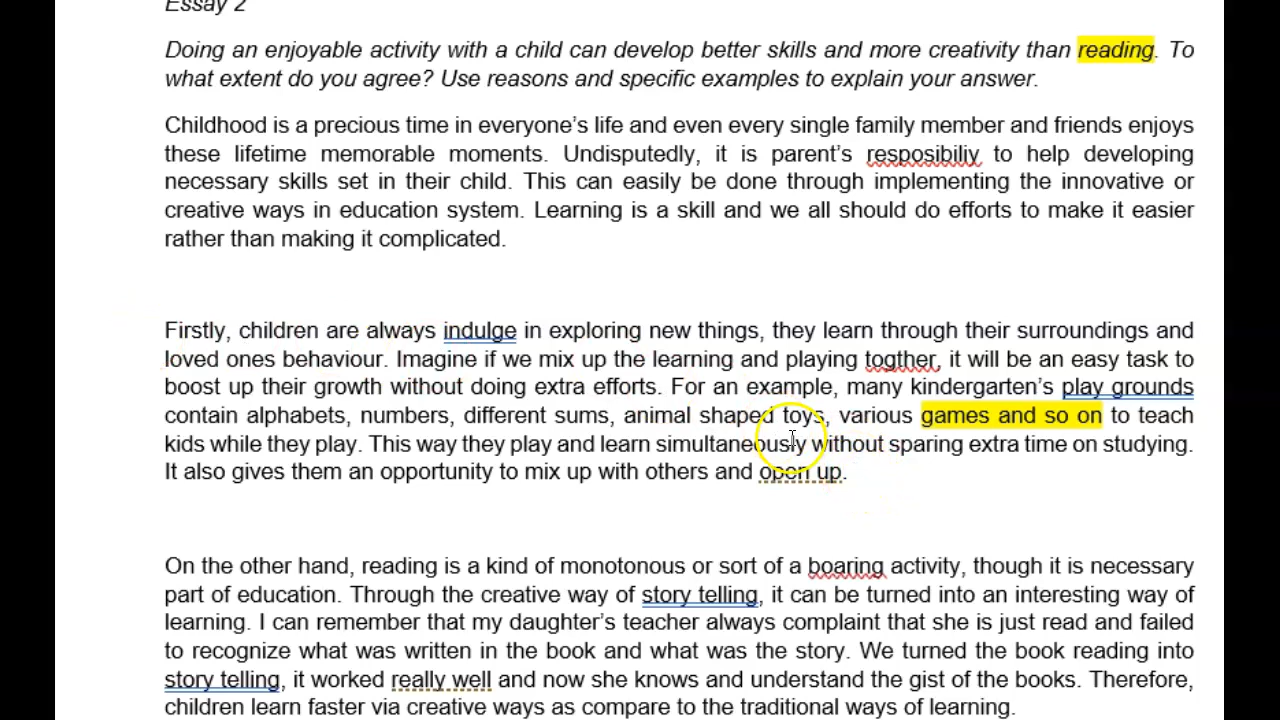 Essay 2
Doing an enjoyable activity with a child can develop better skills and more creativity than reading. To
what extent do you agree? Use reasons and specific examples to explain your answer.
Childhood is a precious time in everyone's life and even every single family member and friends enjoys
these lifetime memorable moments. Undisputedly, it is parent's resposibiliy to help developing
necessary skills set in their child. This can easily be done through implementing the innovative or
creative ways in education system. Learning is a skill and we all should do efforts to make it easier
rather than making it complicated.
Firstly, children are always indulge in exploring new things, they learn through their surroundings and
loved ones behaviour. Imagine if we mix up the learning and playing togther, it will be an easy task to
boost up their growth without doing extra efforts. For an example, many kindergarten's play grounds
contain alphabets, numbers, different sums, animal shaped toys, various games and so on to teach
kids while they play. This way they play and learn simultaneously without sparing extra time on studying.
It also gives them an opportunity to mix up with others and open up.
On the other hand, reading is a kind of monotonous or sort of a boaring activity, though it is necessary
part of education. Through the creative way of story telling, it can be turned into an interesting way of
learning. I can remember that my daughter's teacher always complaint that she is just read and failed
to recognize what was written in the book and what was the story. We turned the book reading into
story telling, it worked really well and now she knows and understand the gist of the books. Therefore,
children learn faster via creative ways as compare to the traditional ways of learning.